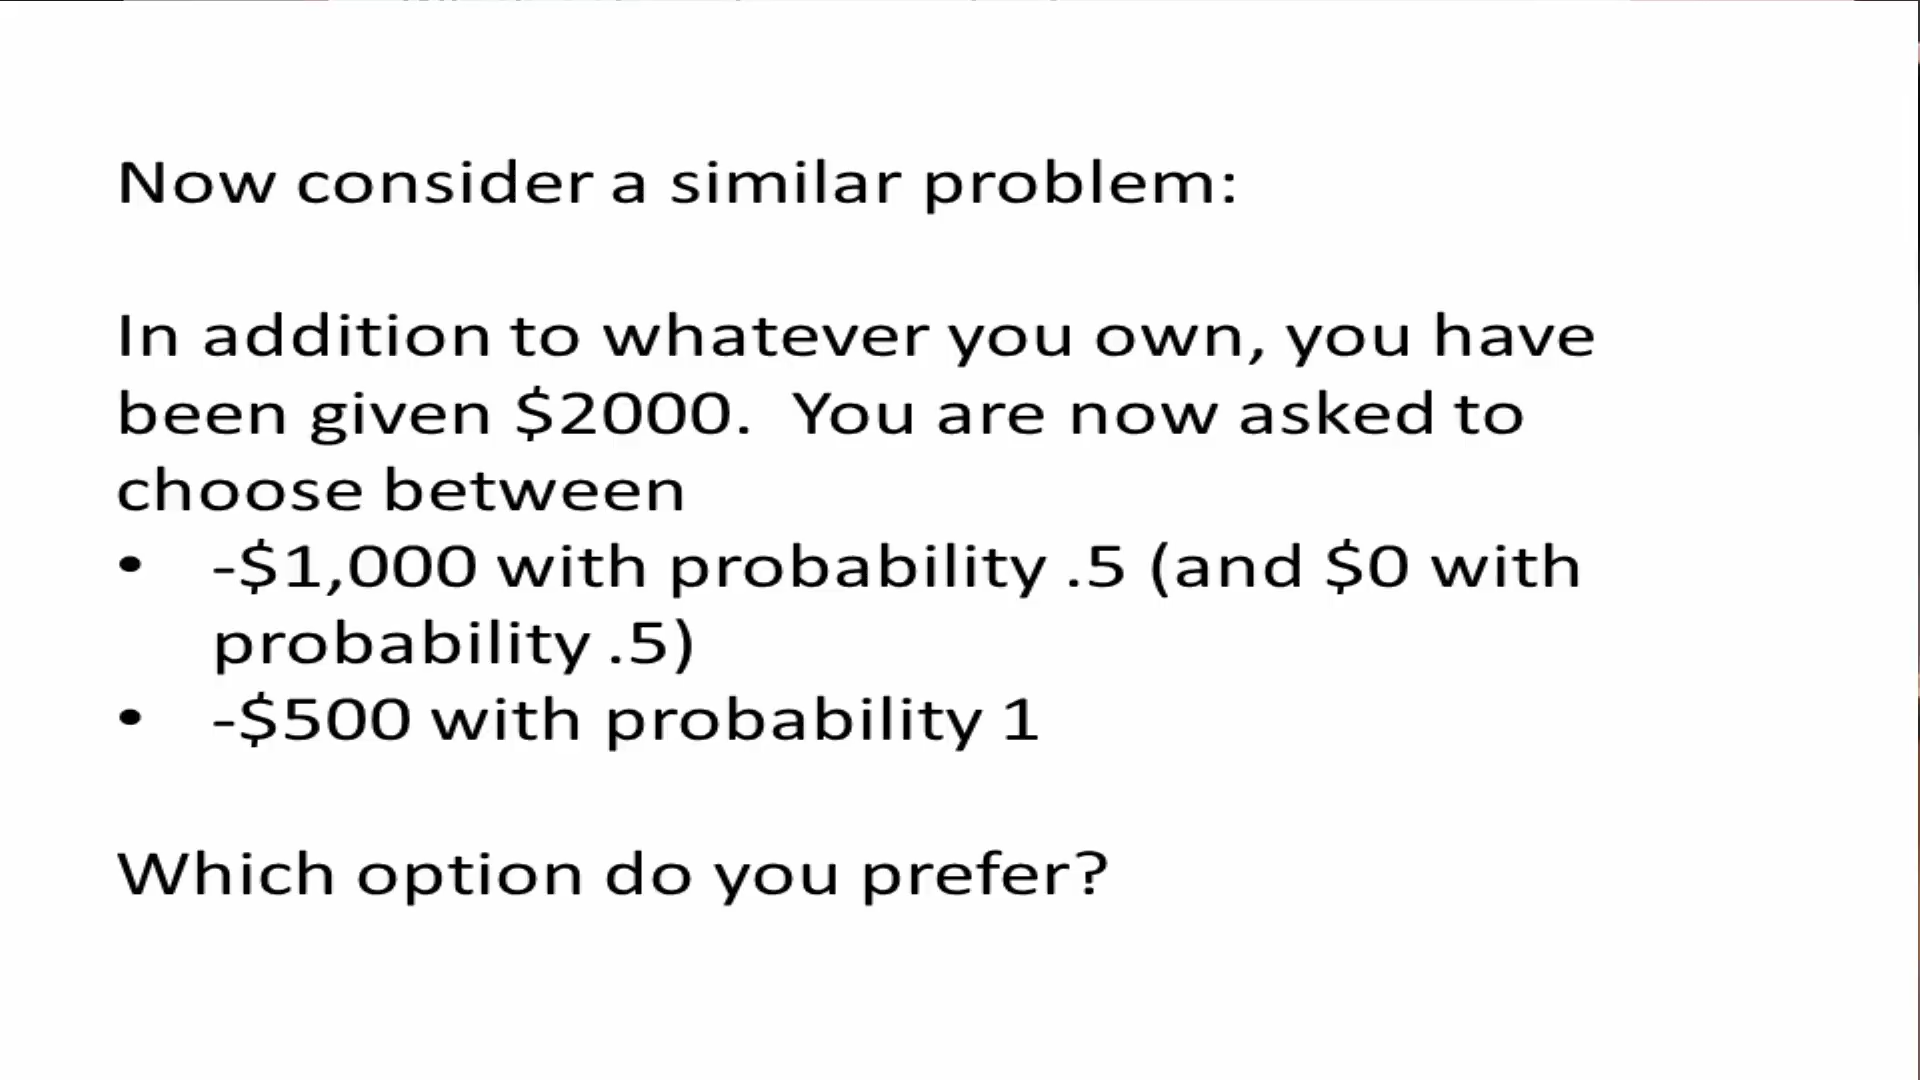 Now consider a similar problem:
In addition to whatever you own, you have
been given $2000.  You are now asked to
choose between
• -$1,000 with probability .5 (and $0 with
probability .5)
• -$500 with probability 1
Which option do you prefer?